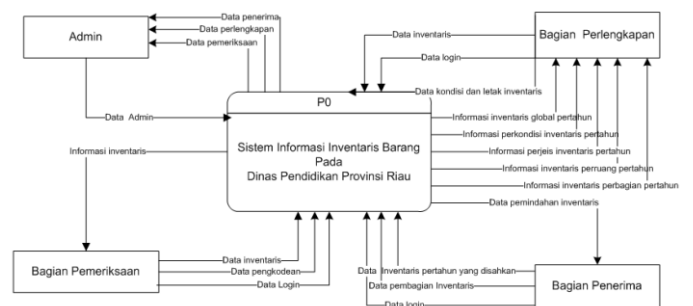 Data penerima
Data perlengkapan
Data pemeriksaan
Admin
Data inventaris
Data login
Bagian Perlengkapan
Data kondisi dan letak inventaris
P0
Data Admin
Informasi inventaris global pertahun
Informasi perkondisi inventaris pertahun
Informasi inventaris
Sistem Informasi Inventaris Barang
Pada
Dinas Pendidikan Provinsi Riau
Informasi perjeis inventaris pertahun
Informasi inventaris perruang pertahun
Informasi inventaris perbagian pertahun
Data pemindahan inventaris
Bagian Pemeriksaan
Data inventaris
Data pengkodean
Data Login
Data Inventaris pertahun yang disahkan
Data pembagian Inventaris
Data login
Bagian Penerima